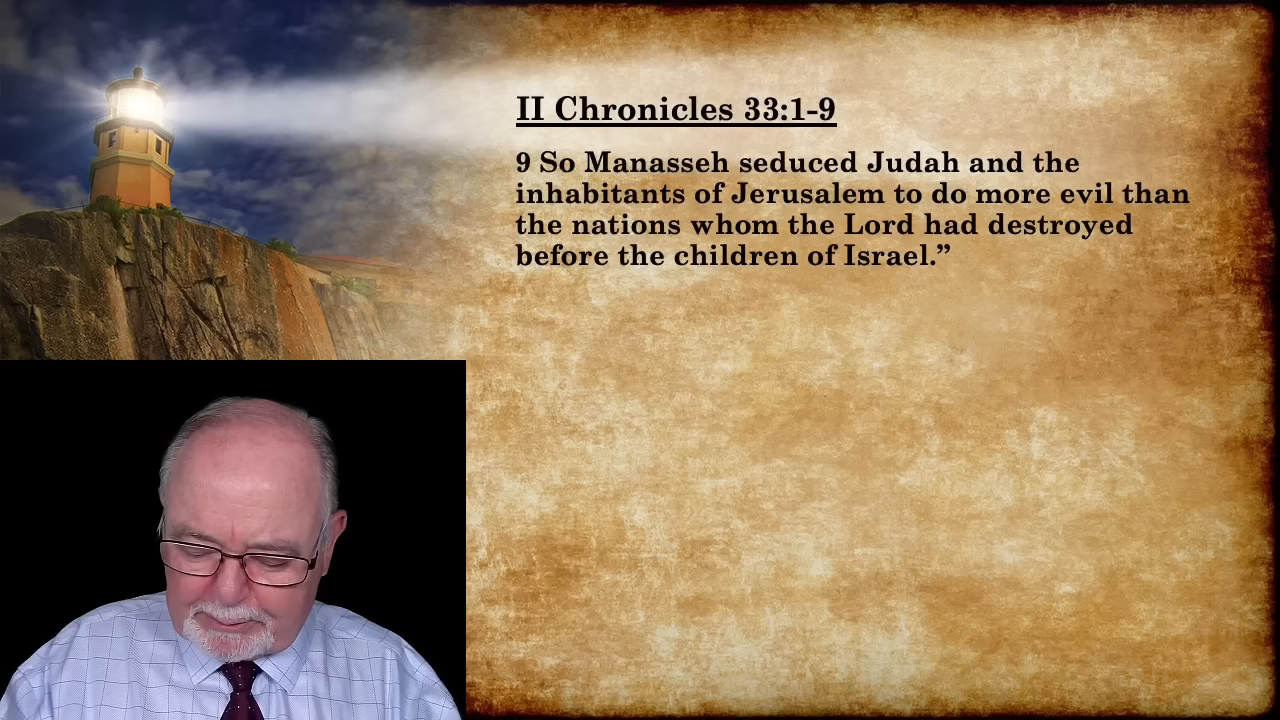 II Chronicles 33:1-9
9 So Manasseh seduced Judah and the
inhabitants of Jerusalem to do more evil than
the nations whom the Lord had destroyed
before the children of Israel.”